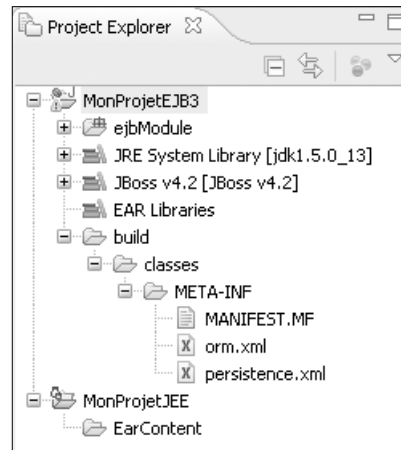 Project Explorer
MonProjetEJB3
ejbModule
JRE System Library [jdk1.5.0_13]
JBoss v4.2 [JBoss v4.2]
EAR Libraries
build
classes
META-INF
MANIFEST.MF
orm.xml
persistence.xml
MonProjetJEE
EarContent